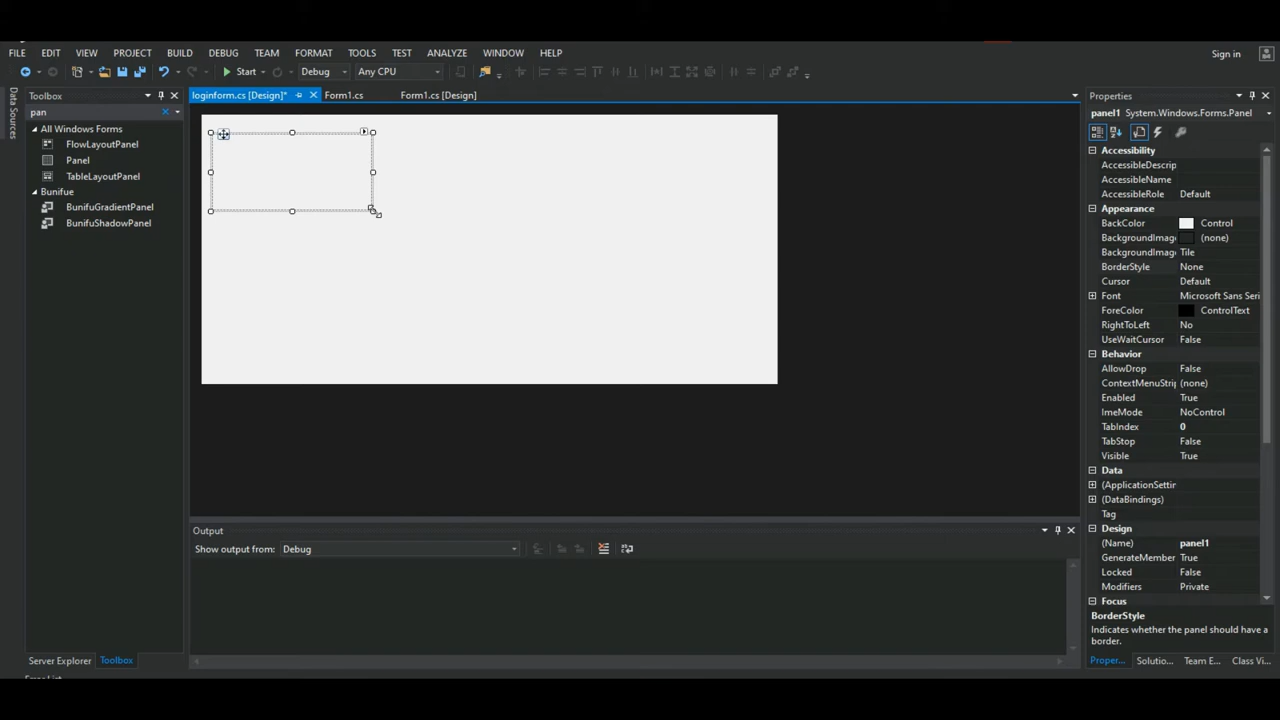 FILE EDIT VIEW PROJECT BUILD DEBUG TEAM FORMAT TOOLS TEST ANALYZE WINDOW HELP Sign in
Start Debug Any CPU
Data Sources
Toolbox
pan
All Windows Forms
FlowLayoutPanel
Panel
TableLayoutPanel
Bunifue
BunifuGradientPanel
BunifuShadowPanel
Server Explorer Toolbox
loginform.cs [Design]* Form1.cs Form1.cs [Design]
Output
Show output from: Debug
Properties
panel1 System.Windows.Forms.Panel
Accessibility
AccessibleDescrip
AccessibleName
AccessibleRole Default
Appearance
BackColor Control
BackgroundImag (none)
BackgroundImag Tile
BorderStyle None
Cursor Default
Font Microsoft Sans Seri
ForeColor ControlText
RightToLeft No
UseWaitCursor False
Behavior
AllowDrop False
ContextMenuStrip (none)
Enabled True
ImeMode NoControl
TabIndex 0
TabStop False
Visible True
Data
(ApplicationSettin
(DataBindings)
Tag
Design
(Name) panel1
GenerateMember True
Locked False
Modifiers Private
Focus
BorderStyle
Indicates whether the panel should have a
border.
Proper... Solutio... Team E... Class Vi...